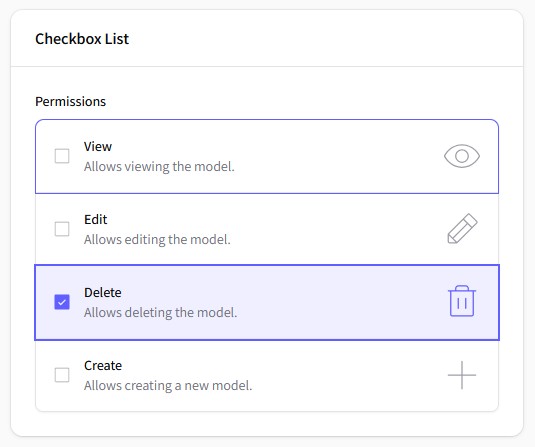 Checkbox List
Permissions
View
Allows viewing the model.
Edit
Allows editing the model.
Delete
Allows deleting the model.
Create
Allows creating a new model.